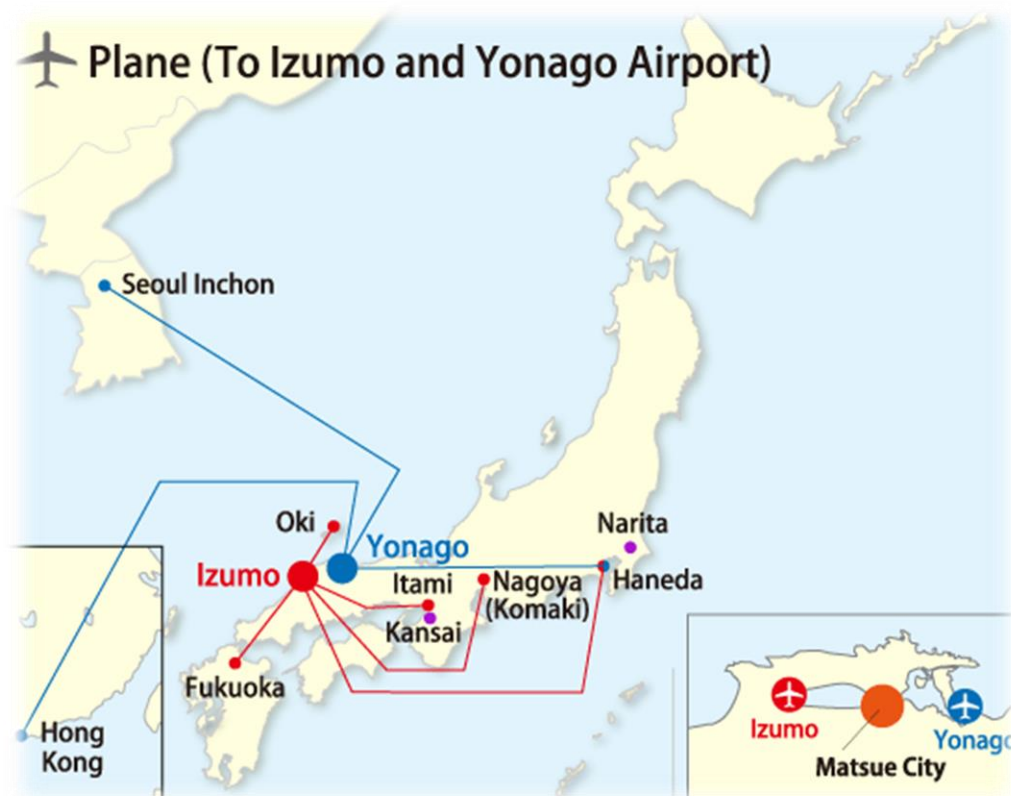 Plane (To Izumo and Yonago Airport)
Seoul Inchon
Oki
Yonago
Narita
Izumo
Itami
Nagoya
(Komaki)
Haneda
Kansai
Fukuoka
Hong
Kong
Izumo
Yonago
Matsue City